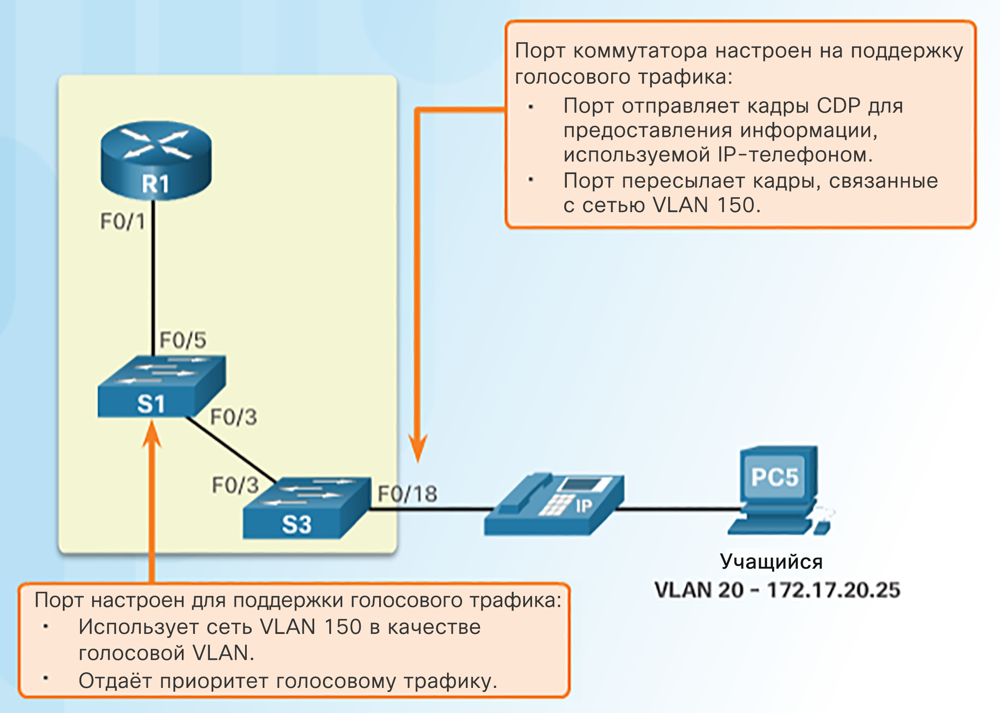 Порт коммутатора настроен на поддержку
голосового трафика:
· Порт отправляет кадры CDP для
предоставления информации,
используемой IP-телефоном.
· Порт пересылает кадры, связанные
с сетью VLAN 150.
R1
F0/1
F0/5
S1
F0/3
F0/3
S3
F0/18
IP
PC5
Учащийся
VLAN 20 - 172.17.20.25
Порт настроен для поддержки голосового трафика:
· Использует сеть VLAN 150 в качестве
голосовой VLAN.
· Отдаёт приоритет голосовому трафику.